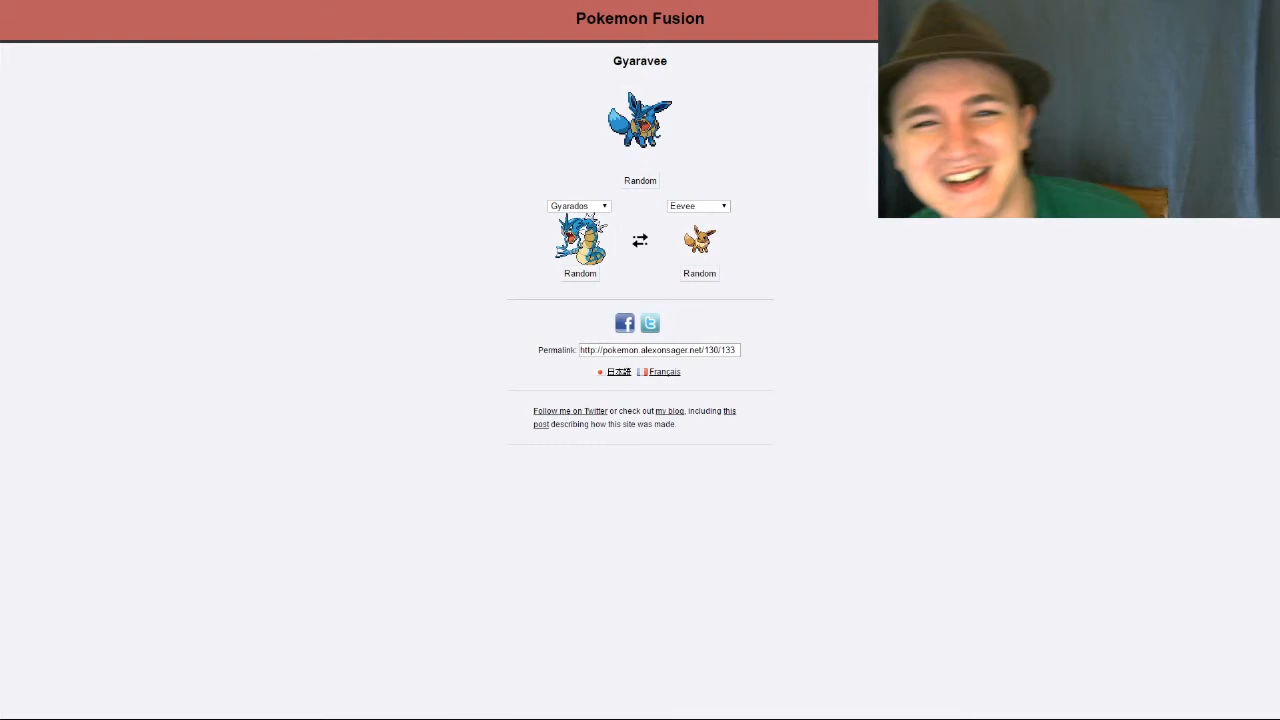 Pokemon Fusion
Gyaravee
Random
Gyarados
Eevee
Random
Random
Permalink: http://pokemon.alexonsager.net/130/133
日本語 Français
Follow me on Twitter or check out my blog, including this
post describing how this site was made.